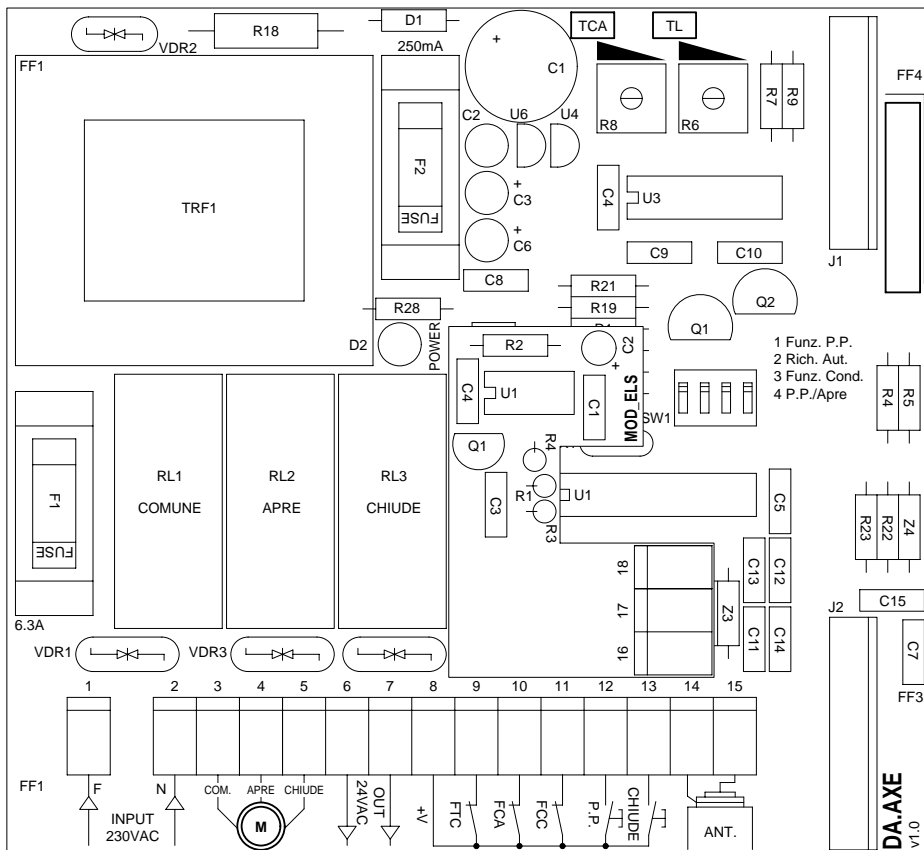 VDR2
R18
D1
250mA
+
C1
TCA
TL
FF1
R8
R6
R7
R9
FF4
F2
FUSE
C2
U6
U4
TRF1
+
C3
+
C6
C4
U3
C9
C10
J1
C8
R21
R19
Q1
Q2
R28
D2
POWER
R2
C2
+
C4
U1
C1
MOD_ELS
SW1
1 Funz. P.P.
2 Rich. Aut.
3 Funz. Cond.
4 P.P./Apre
R4
R5
F1
FUSE
6.3A
RL1
COMUNE
RL2
APRE
RL3
CHIUDE
Q1
R4
R1
R3
C3
U1
C5
R23
R22
Z4
18
17
16
Z3
C13
C12
C11
C14
C15
J2
C7
FF3
VDR1
VDR3
1
2
3
4
5
6
7
8
9
10
11
12
13
14
15
FF1
F
N
INPUT
230VAC
COM.
APRE
CHIUDE
M
24VAC
OUT
+V
FTC
FCA
FCC
P.P.
CHIUDE
ANT.
DA.AXE
v1.0